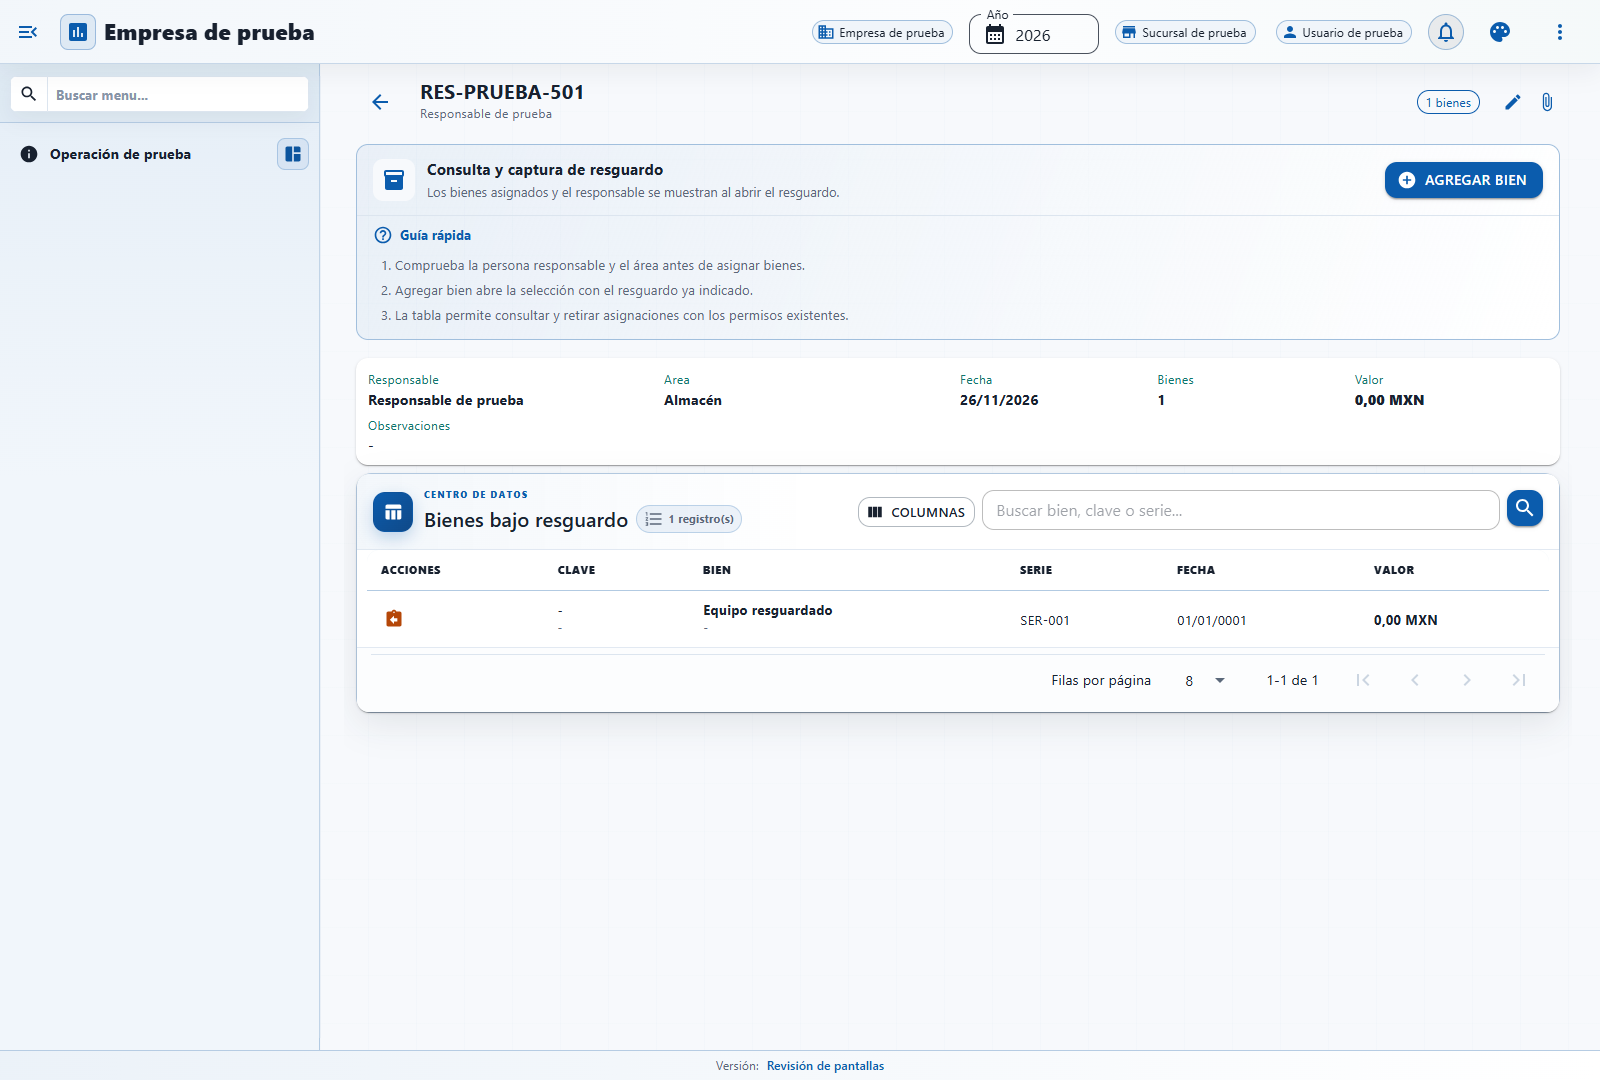 Empresa de prueba
Empresa de prueba
Año
2026
Sucursal de prueba
Usuario de prueba
Buscar menu...
Operación de prueba
RES-PRUEBA-501
Responsable de prueba
1 bienes
Consulta y captura de resguardo
Los bienes asignados y el responsable se muestran al abrir el resguardo.
AGREGAR BIEN
Guía rápida
1. Comprueba la persona responsable y el área antes de asignar bienes.
2. Agregar bien abre la selección con el resguardo ya indicado.
3. La tabla permite consultar y retirar asignaciones con los permisos existentes.
Responsable Area Fecha Bienes Valor
Responsable de prueba Almacén 26/11/2026 1 0,00 MXN
Observaciones
-
CENTRO DE DATOS
Bienes bajo resguardo
1 registro(s)
COLUMNAS
Buscar bien, clave o serie...
ACCIONES CLAVE BIEN SERIE FECHA VALOR
- Equipo resguardado SER-001 01/01/0001 0,00 MXN
- -
Filas por página 8 1-1 de 1
Versión: Revisión de pantallas